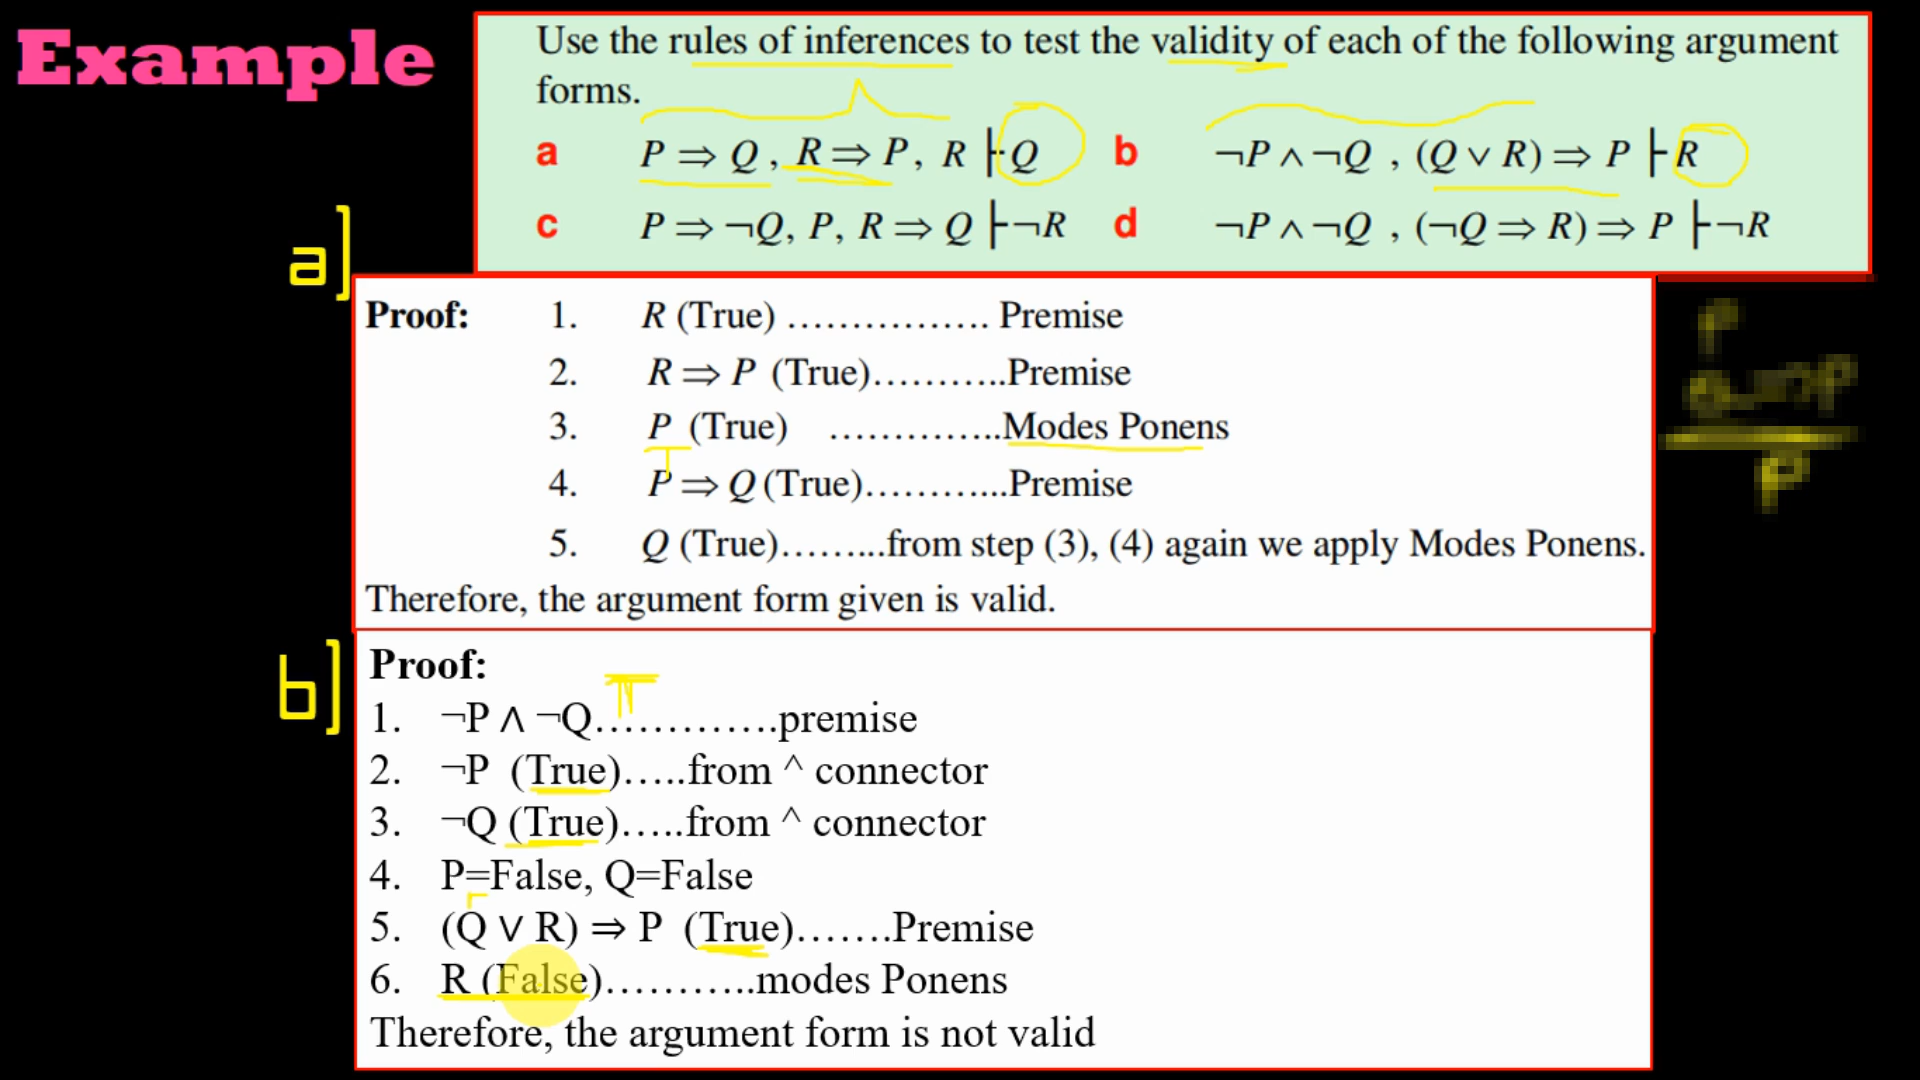 Example
Use the rules of inferences to test the validity of each of the following argument
forms.
a P ⇒ Q , R ⇒ P, R ├ Q b ¬P ∧ ¬Q , (Q ∨ R) ⇒ P ├ R
c P ⇒ ¬Q, P, R ⇒ Q ├ ¬R d ¬P ∧ ¬Q , (¬Q ⇒ R) ⇒ P ├ ¬R
a]
Proof: 1. R (True) ................ Premise
2. R ⇒ P (True)...........Premise
3. P (True) ..............Modes Ponens
4. P ⇒ Q (True)............Premise
5. Q (True).........from step (3), (4) again we apply Modes Ponens.
Therefore, the argument form given is valid.
b]
Proof:
1. ¬P ∧ ¬Q.............premise
2. ¬P (True).....from ^ connector
3. ¬Q (True).....from ^ connector
4. P=False, Q=False
5. (Q ∨ R) ⇒ P (True).......Premise
6. R (False)...........modes Ponens
Therefore, the argument form is not valid